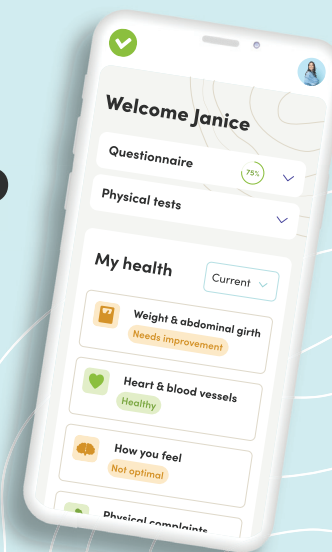 Welcome Janice
Questionnaire
75%
Physical tests
My health
Current
Weight & abdominal girth
Needs improvement
Heart & blood vessels
Healthy
How you feel
Not optimal
Physical complaints